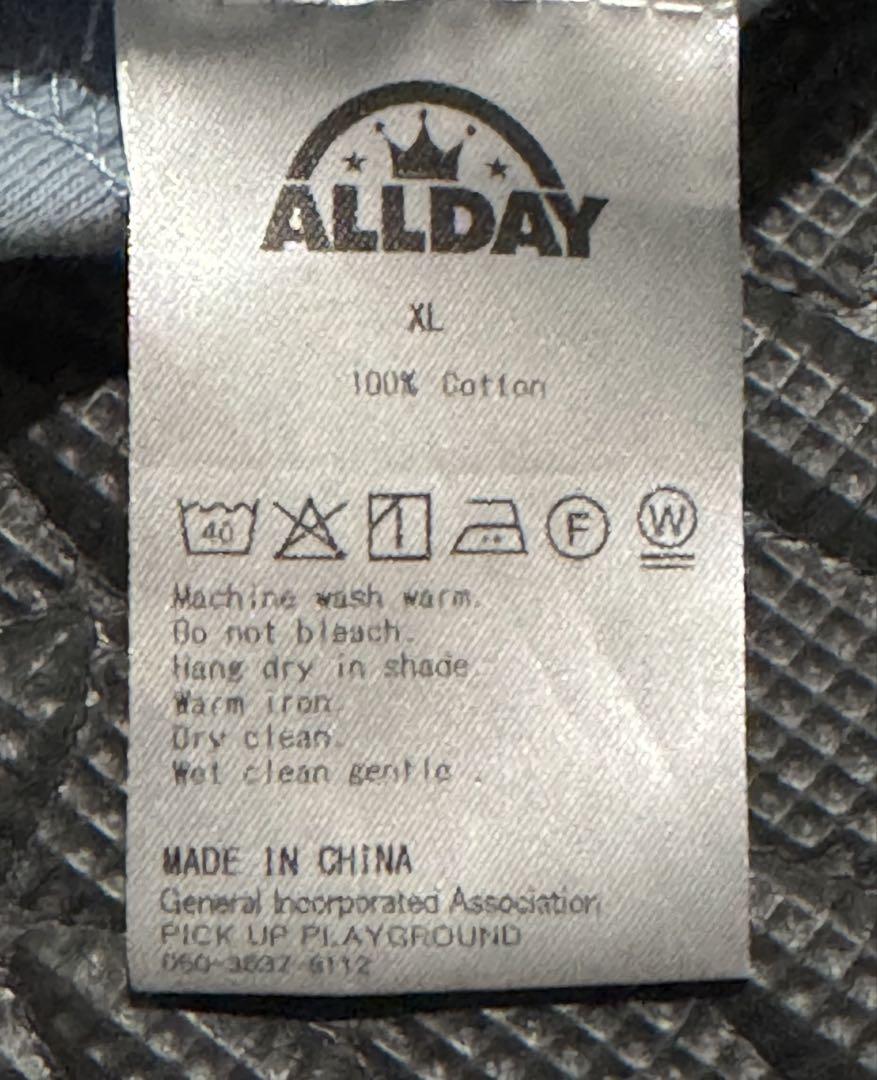 ALLDAY
XL
100% Cotton
40
F W
Machine wash warm.
Do not bleach.
Hang dry in shade.
Warm iron.
Dry clean.
Wet clean gentle .
MADE IN CHINA
General Incorporated Association
PICK UP PLAYGROUND